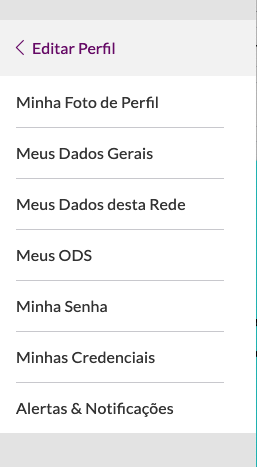 Editar Perfil
Minha Foto de Perfil
Meus Dados Gerais
Meus Dados desta Rede
Meus ODS
Minha Senha
Minhas Credenciais
Alertas & Notificações